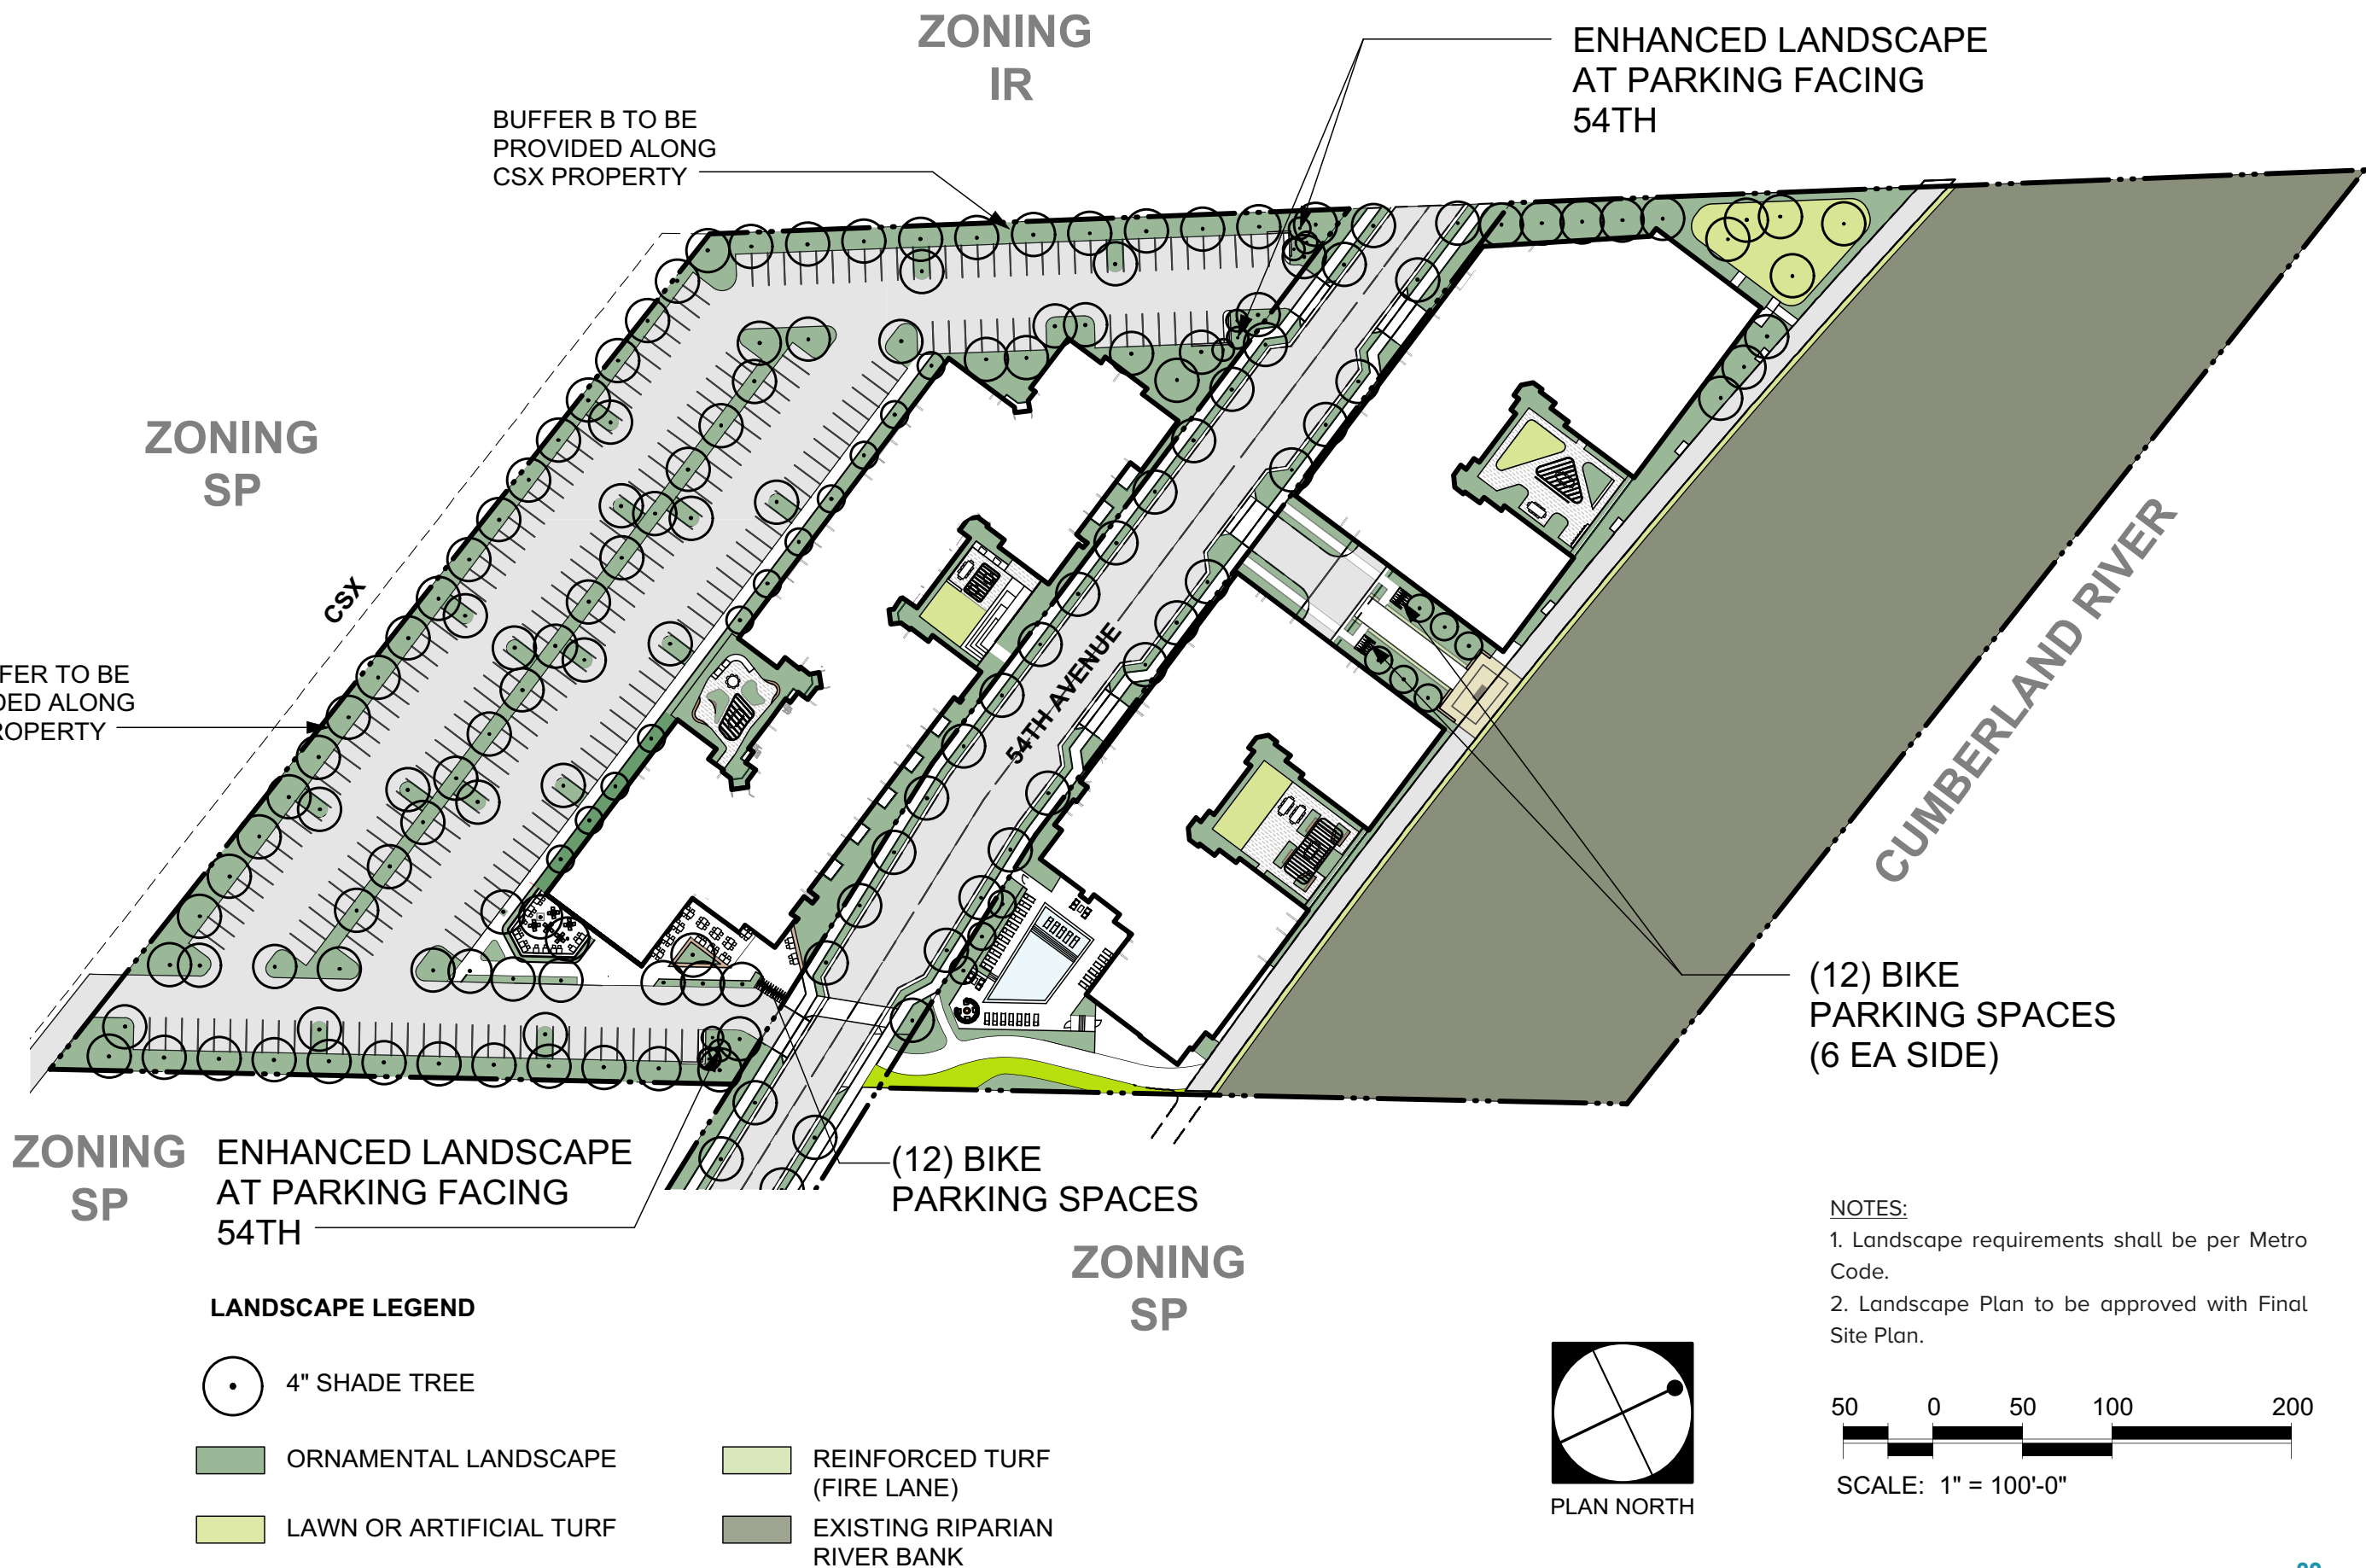 ZONING
IR
ENHANCED LANDSCAPE
AT PARKING FACING
54TH
BUFFER B TO BE
PROVIDED ALONG
CSX PROPERTY
ZONING
SP
CSX
FER TO BE
DED ALONG
ROPERTY
54TH AVENUE
CUMBERLAND RIVER
(12) BIKE
PARKING SPACES
(6 EA SIDE)
ZONING
SP
ENHANCED LANDSCAPE
AT PARKING FACING
54TH
(12) BIKE
PARKING SPACES
ZONING
SP
NOTES:
1. Landscape requirements shall be per Metro
Code.
2. Landscape Plan to be approved with Final
Site Plan.
LANDSCAPE LEGEND
4" SHADE TREE
ORNAMENTAL LANDSCAPE
LAWN OR ARTIFICIAL TURF
REINFORCED TURF
(FIRE LANE)
EXISTING RIPARIAN
RIVER BANK
PLAN NORTH
50 0 50 100 200
SCALE: 1" = 100'-0"